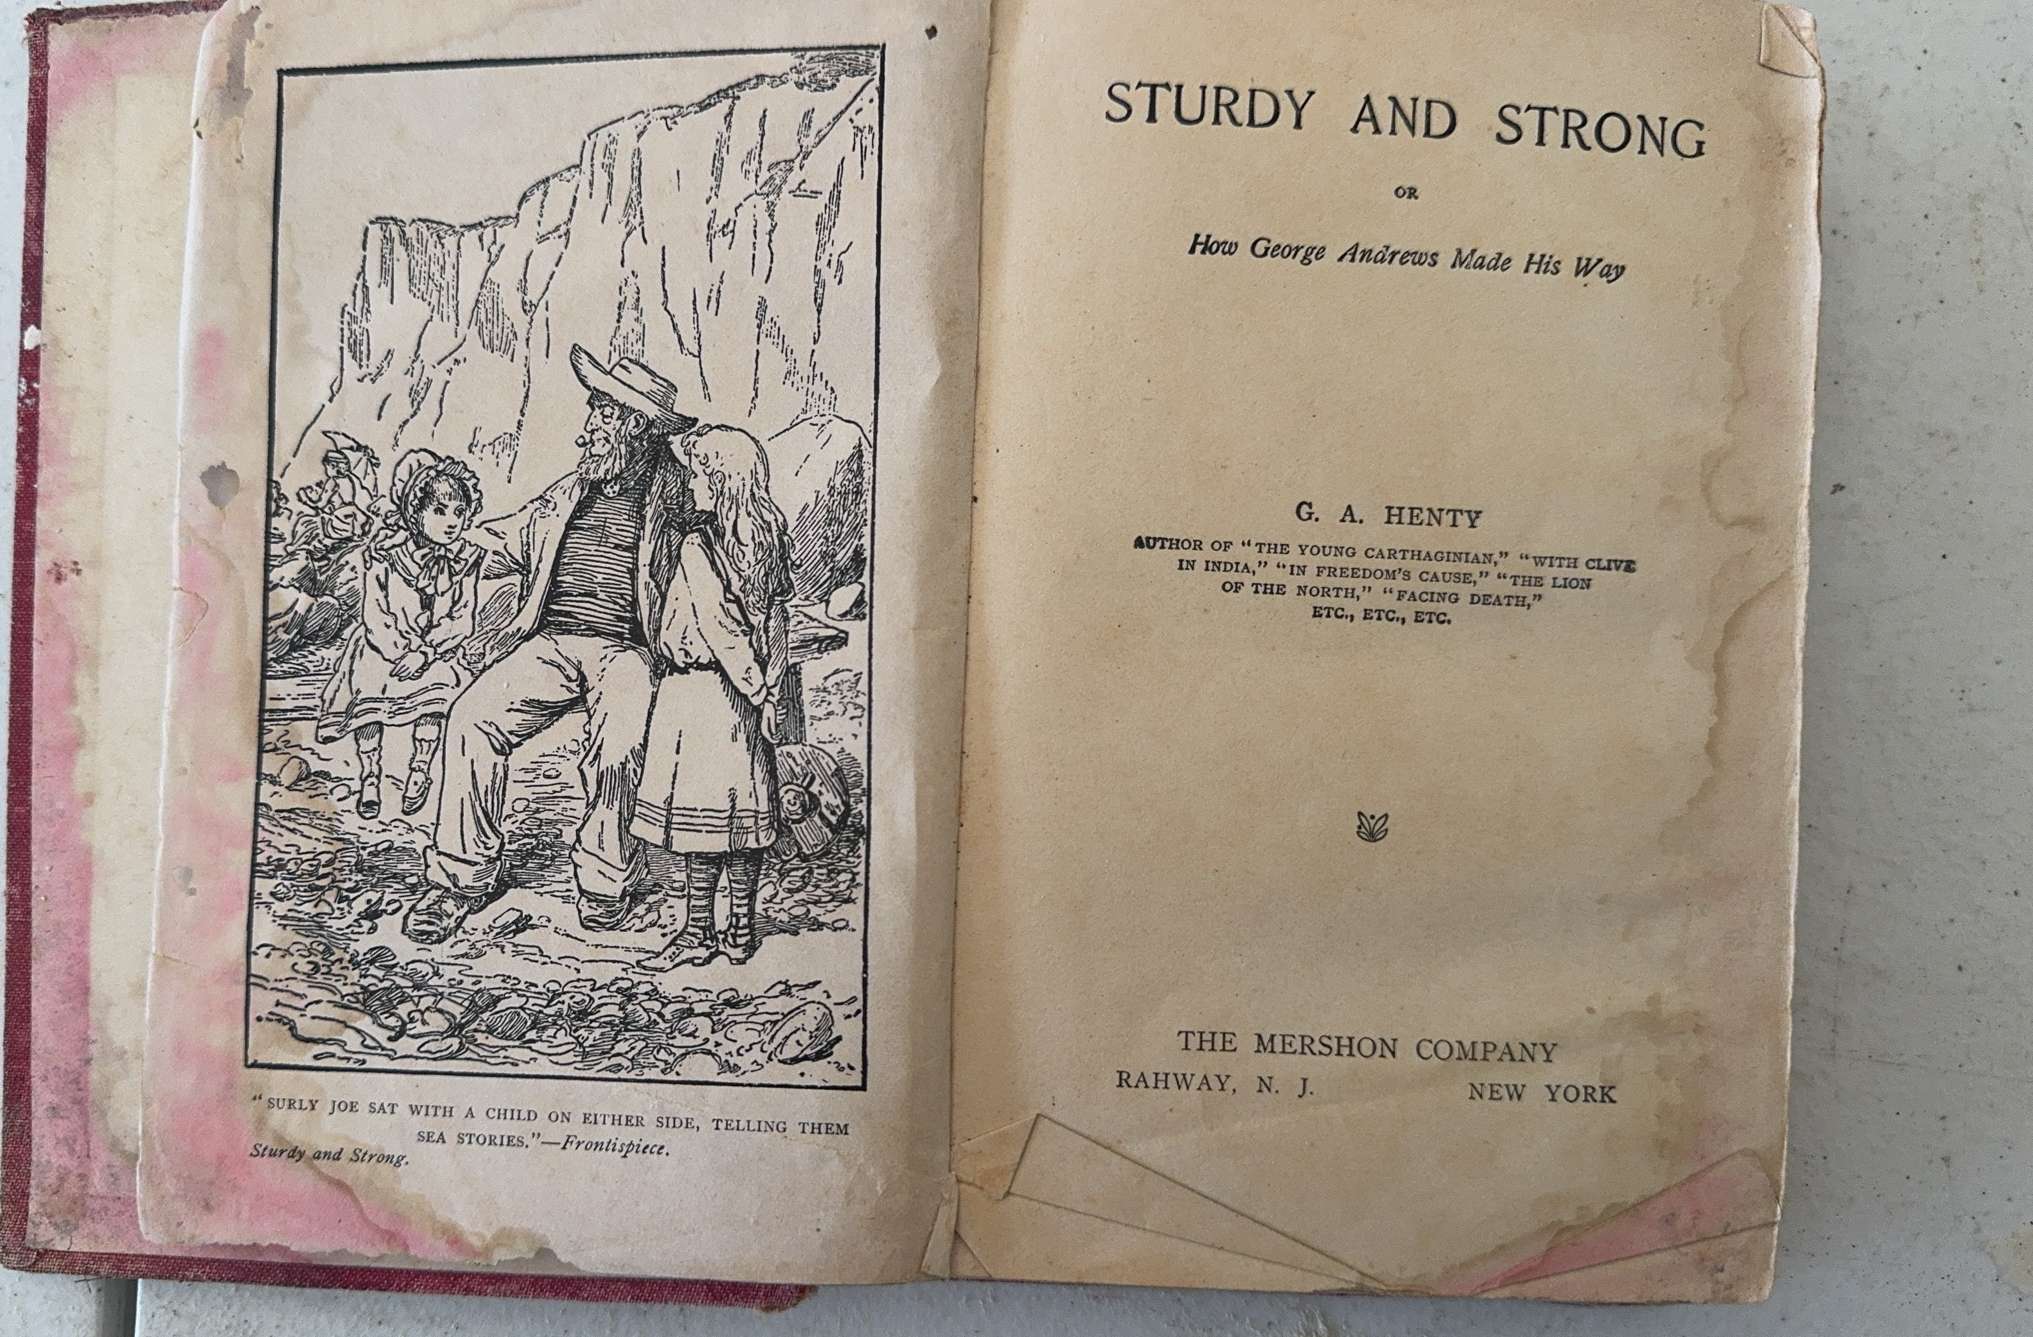 "SURLY JOE SAT WITH A CHILD ON EITHER SIDE, TELLING THEM
SEA STORIES."—Frontispiece.
Sturdy and Strong.
STURDY AND STRONG
OR
How George Andrews Made His Way
G. A. HENTY
AUTHOR OF "THE YOUNG CARTHAGINIAN," "WITH CLIVE
IN INDIA," "IN FREEDOM'S CAUSE," "THE LION
OF THE NORTH," "FACING DEATH,"
ETC., ETC., ETC.
THE MERSHON COMPANY
RAHWAY, N. J. NEW YORK